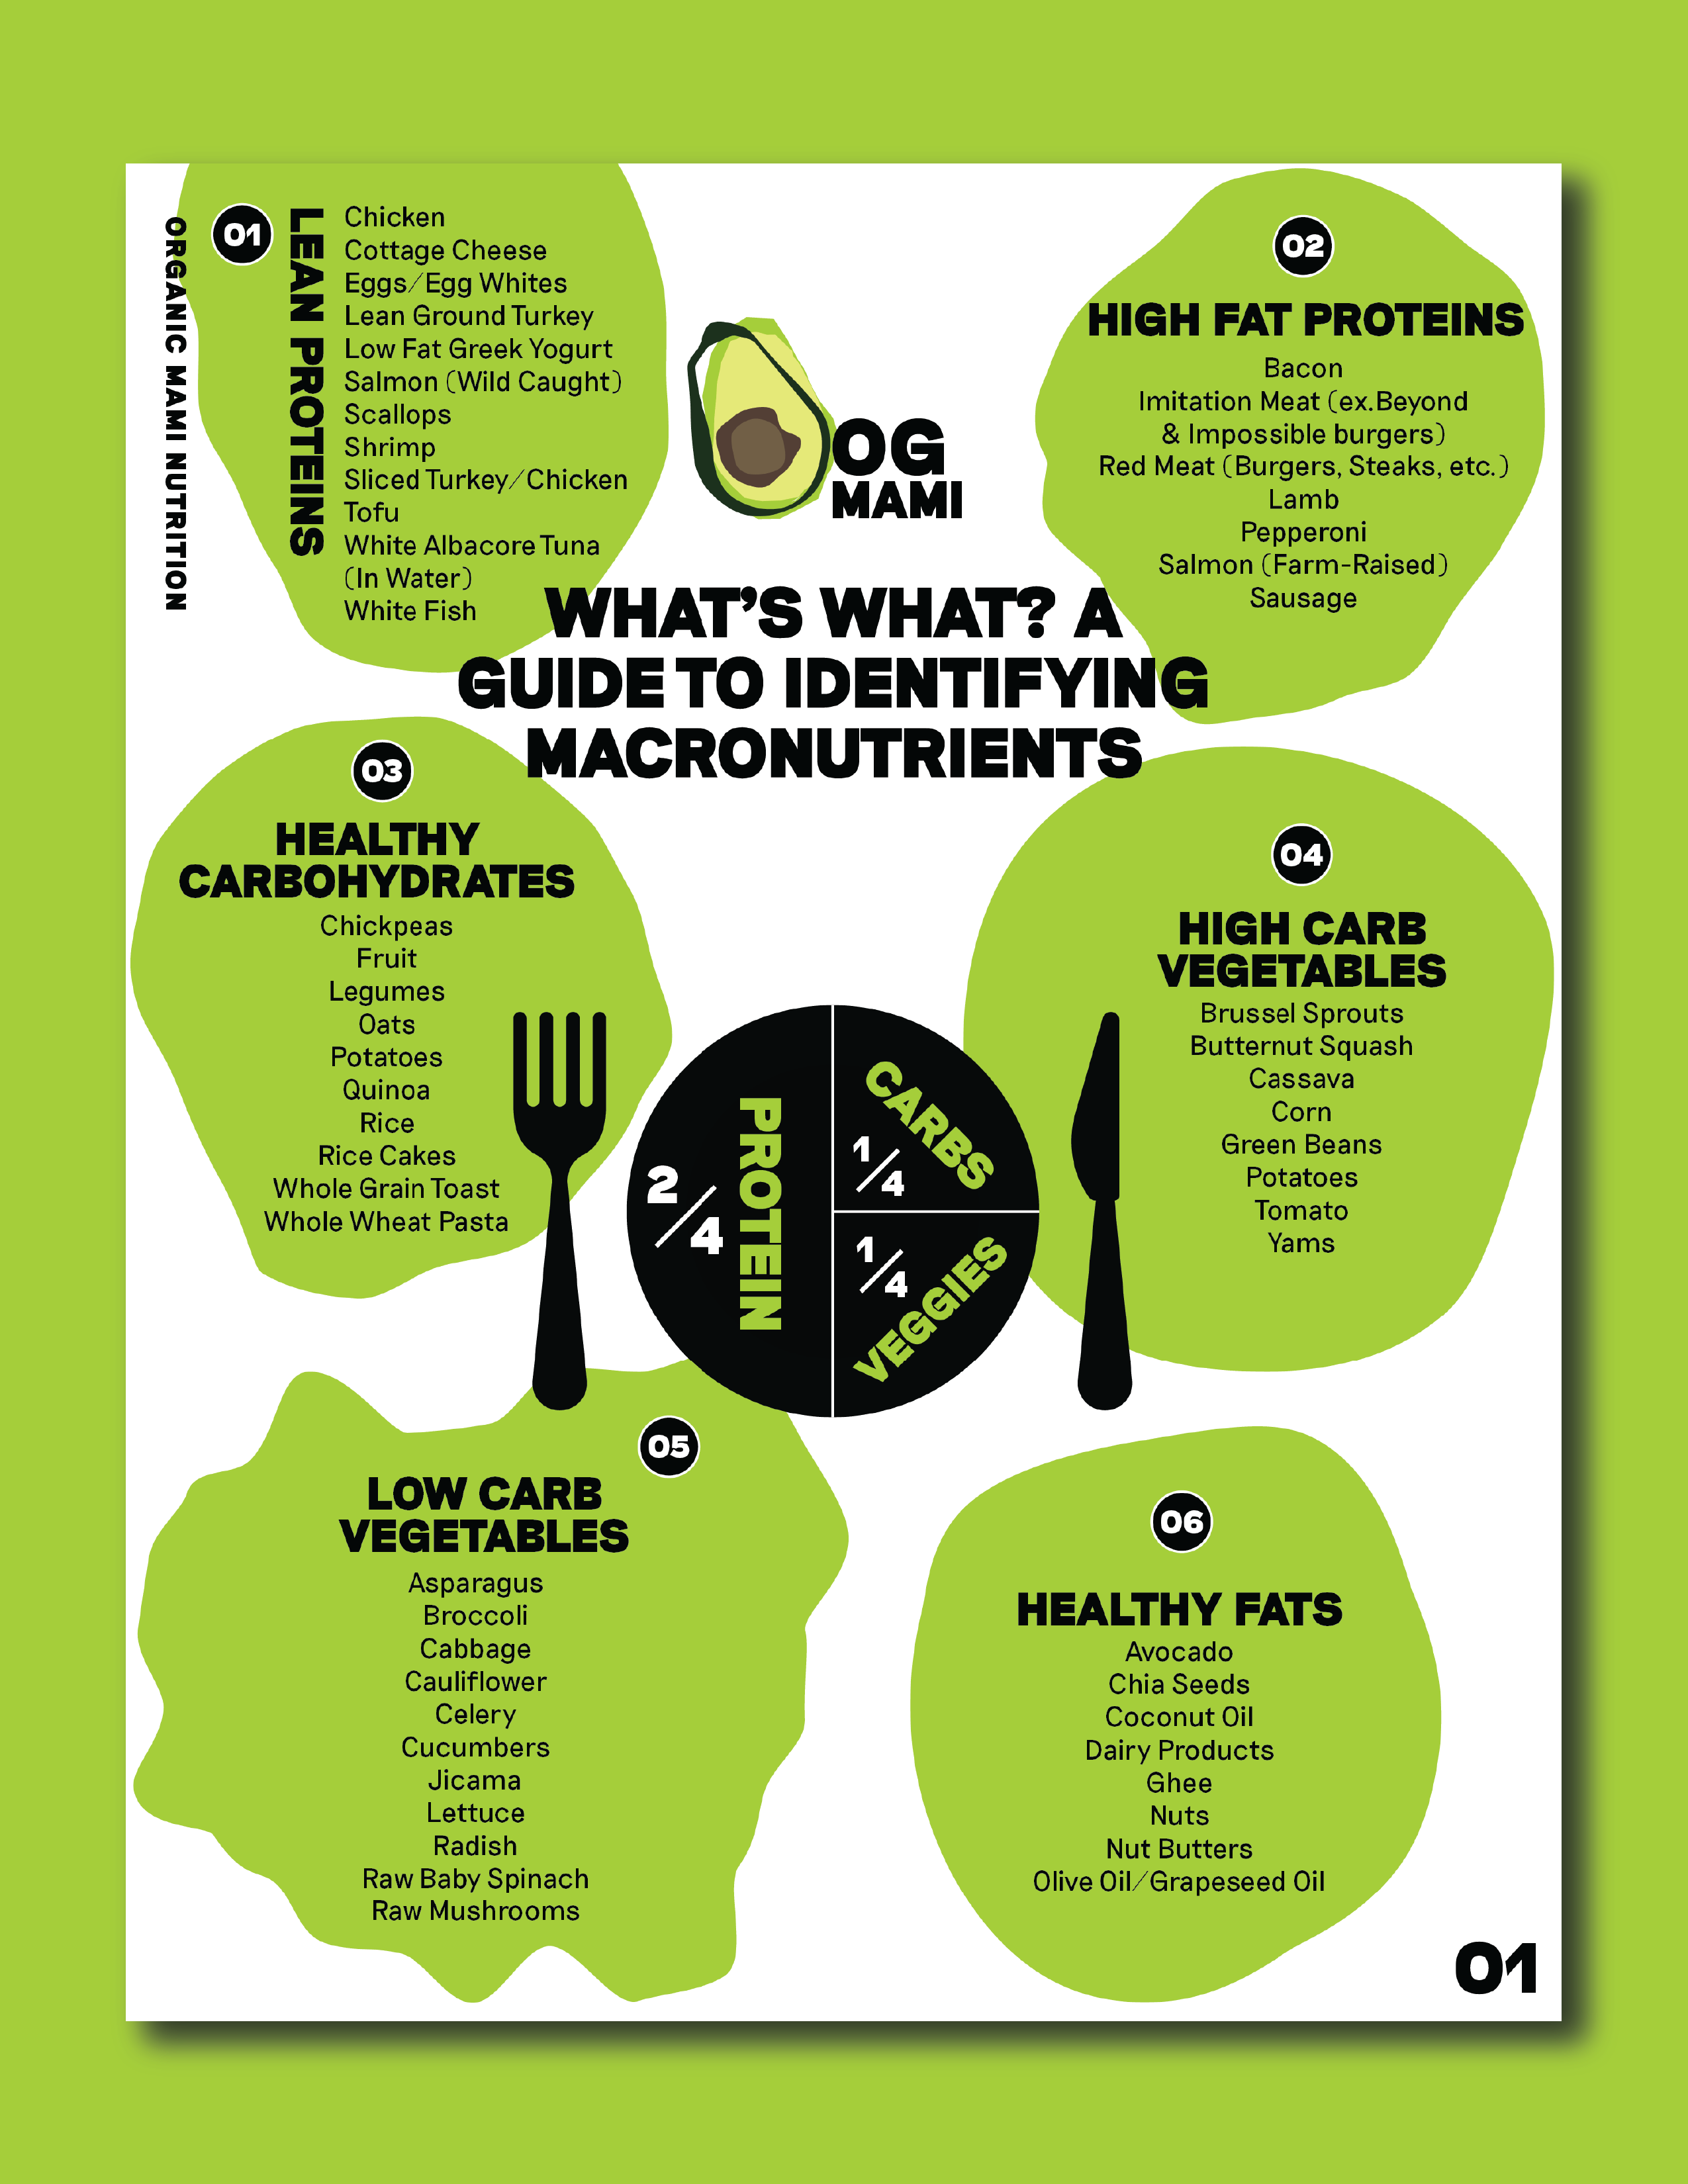 ORGANIC MAMI NUTRITION
01
LEAN PROTEINS
Chicken
Cottage Cheese
Eggs/Egg Whites
Lean Ground Turkey
Low Fat Greek Yogurt
Salmon (Wild Caught)
Scallops
Shrimp
Sliced Turkey/Chicken
Tofu
White Albacore Tuna
(In Water)
White Fish
OG
MAMI
02
HIGH FAT PROTEINS
Bacon
Imitation Meat (ex.Beyond
& Impossible burgers)
Red Meat (Burgers, Steaks, etc.)
Lamb
Pepperoni
Salmon (Farm-Raised)
Sausage
WHAT'S WHAT? A
GUIDE TO IDENTIFYING
MACRONUTRIENTS
03
HEALTHY
CARBOHYDRATES
Chickpeas
Fruit
Legumes
Oats
Potatoes
Quinoa
Rice
Rice Cakes
Whole Grain Toast
Whole Wheat Pasta
2/4
PROTEIN
CARBS
1/4
1/4
VEGGIES
04
HIGH CARB
VEGETABLES
Brussel Sprouts
Butternut Squash
Cassava
Corn
Green Beans
Potatoes
Tomato
Yams
05
LOW CARB
VEGETABLES
Asparagus
Broccoli
Cabbage
Cauliflower
Celery
Cucumbers
Jicama
Lettuce
Radish
Raw Baby Spinach
Raw Mushrooms
06
HEALTHY FATS
Avocado
Chia Seeds
Coconut Oil
Dairy Products
Ghee
Nuts
Nut Butters
Olive Oil/Grapeseed Oil
01